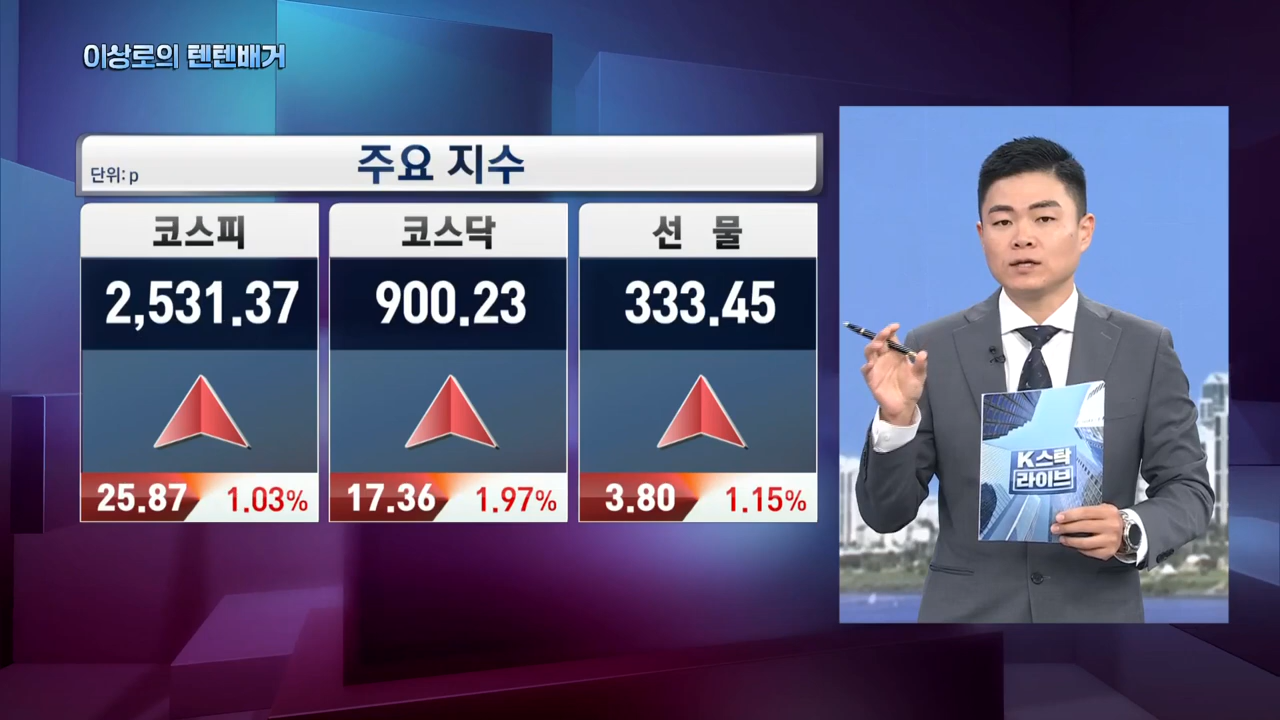 이상로의 텐텐배거
단위:p
주요 지수
코스피
코스닥
선 물
2,531.37
900.23
333.45
25.87
1.03%
17.36
1.97%
3.80
1.15%
K스탁
라이브